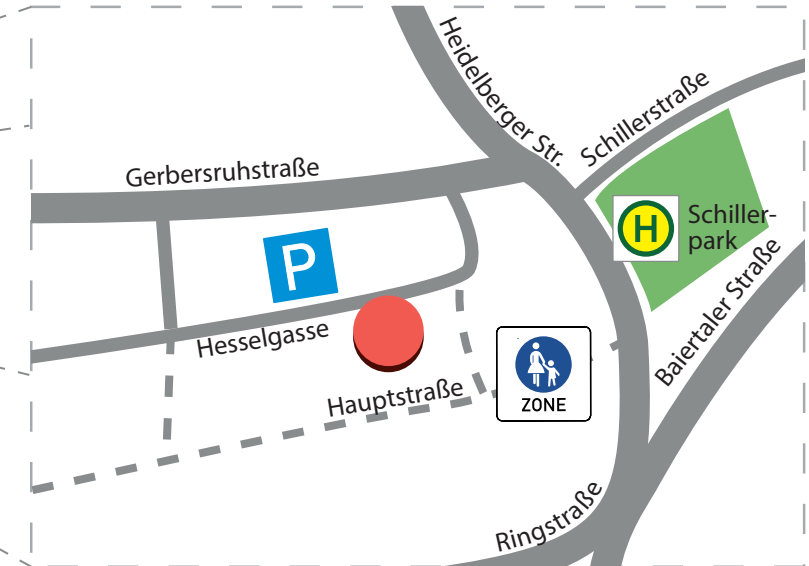 Heidelberger Str.
Schillerstraße
Gerbersruhstraße
H
Schiller-
park
P
Baiertaler Straße
Hesselgasse
Hauptstraße
ZONE
Ringstraße